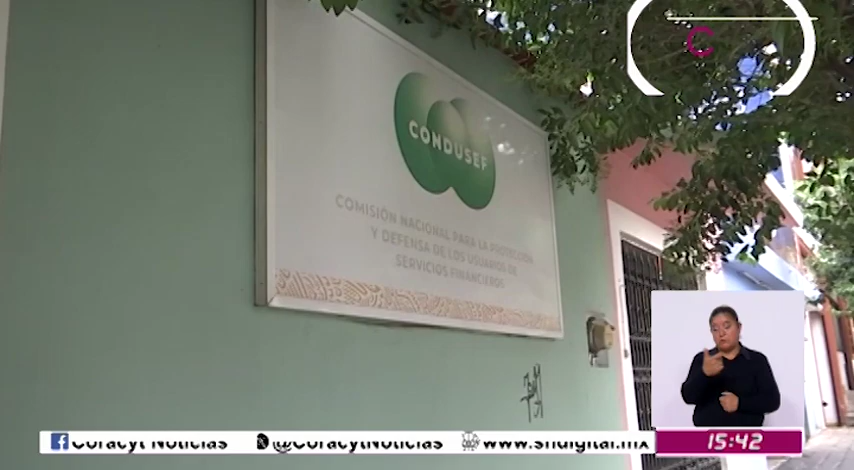 C
CONDUSEF
COMISIÓN NACIONAL PARA LA PROTECCIÓN
Y DEFENSA DE LOS USUARIOS DE
SERVICIOS FINANCIEROS
Coracyt Noticias @CoracytNoticias www.sndigital.mx
15:42